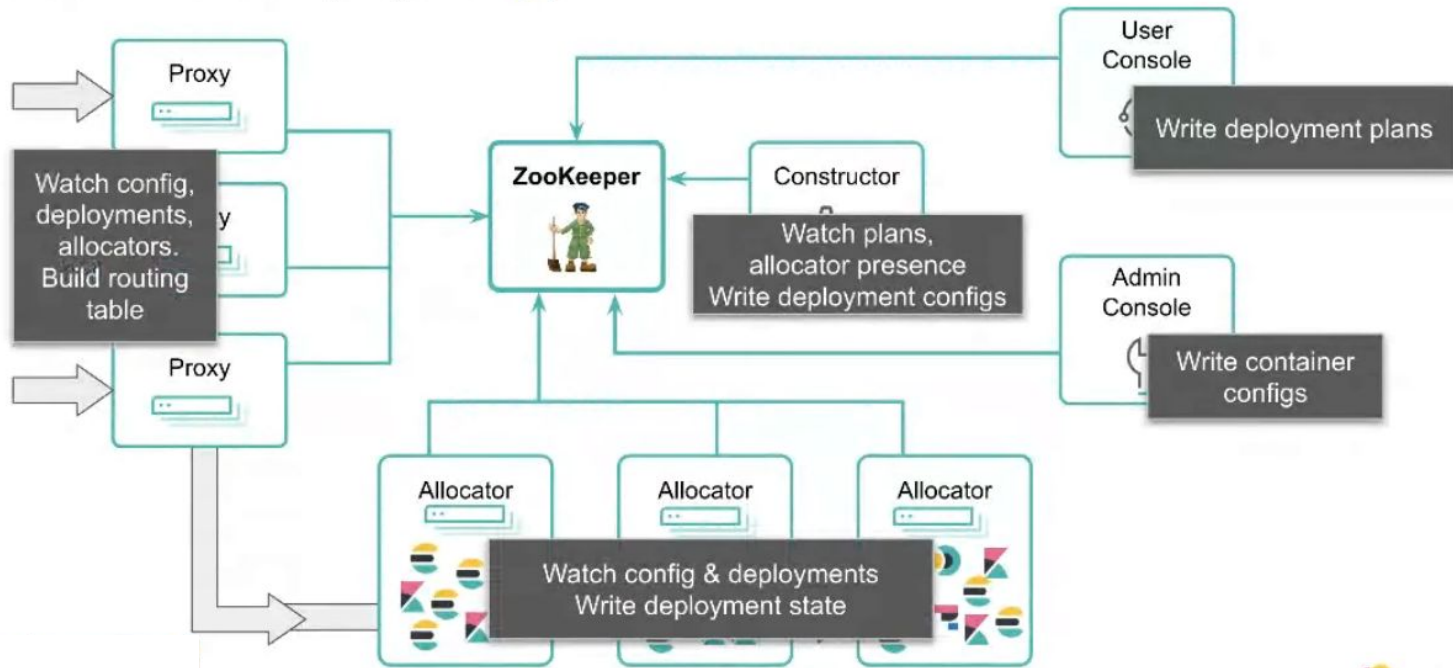 Proxy
Watch config,
deployments,
allocators.
Build routing
table
Proxy
ZooKeeper
Constructor
Watch plans,
allocator presence
Write deployment configs
User
Console
Write deployment plans
Admin
Console
Write container
configs
Allocator
Allocator
Allocator
Watch config & deployments
Write deployment state